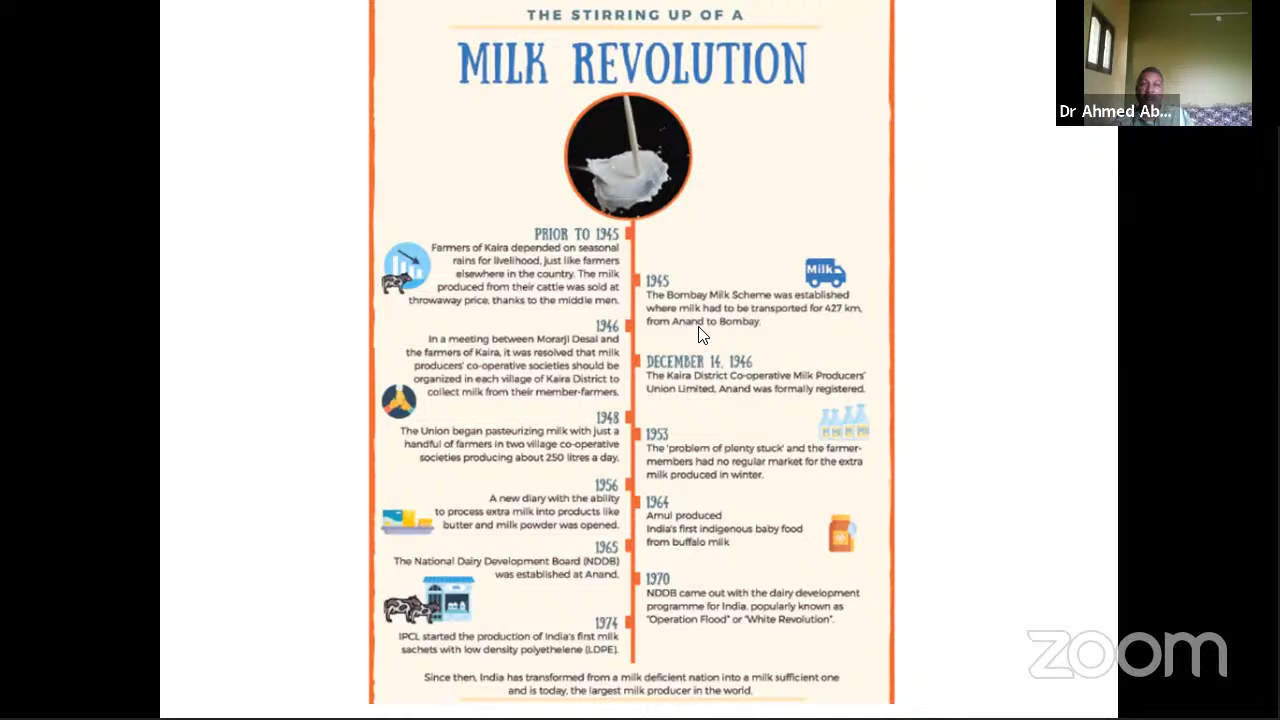 THE STIRRING UP OF A
MILK REVOLUTION
Dr Ahmed Ab...
PRIOR TO 1945
Farmers of Kaira depended on seasonal
rains for livelihood, just like farmers
elsewhere in the country. The milk
produced from their cattle was sold at
throwaway price, thanks to the middle men.
Milk
1945
The Bombay Milk Scheme was established
where milk had to be transported for 427 km,
from Anand to Bombay.
1946
In a meeting between Morarji Desai and
the farmers of Kaira, it was resolved that milk
producers' co-operative societies should be
organized in each village of Kaira District to
collect milk from their member-farmers.
DECEMBER 14, 1946
The Kaira District Co-operative Milk Producers'
Union Limited, Anand was formally registered.
1948
The Union began pasteurizing milk with just a
handful of farmers in two village co-operative
societies producing about 250 litres a day.
1953
The 'problem of plenty stuck' and the farmer-
members had no regular market for the extra
milk produced in winter.
1956
A new diary with the ability
to process extra milk into products like
butter and milk powder was opened.
1964
Amul produced
India's first indigenous baby food
from buffalo milk
1965
The National Dairy Development Board (NDDB)
was established at Anand.
1970
NDDB came out with the dairy development
programme for India, popularly known as
"Operation Flood" or "White Revolution".
1974
IPCL started the production of India's first milk
sachets with low density polyethelene (LDPE).
Since then, India has transformed from a milk deficient nation into a milk sufficient one
and is today, the largest milk producer in the world.
zoom